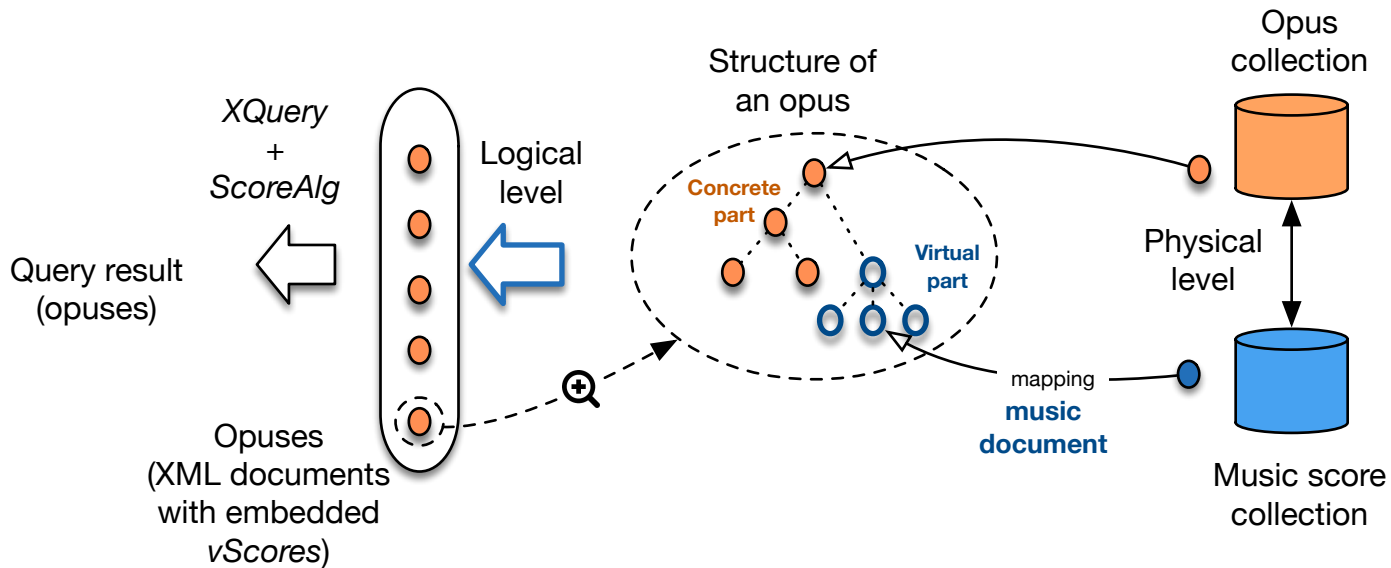 Opus
collection
Structure of
an opus
XQuery
+
ScoreAlg
Logical
level
Concrete
part
Virtual
part
Physical
level
Query result
(opuses)
mapping
music
document
Opuses
(XML documents
with embedded
vScores)
Music score
collection